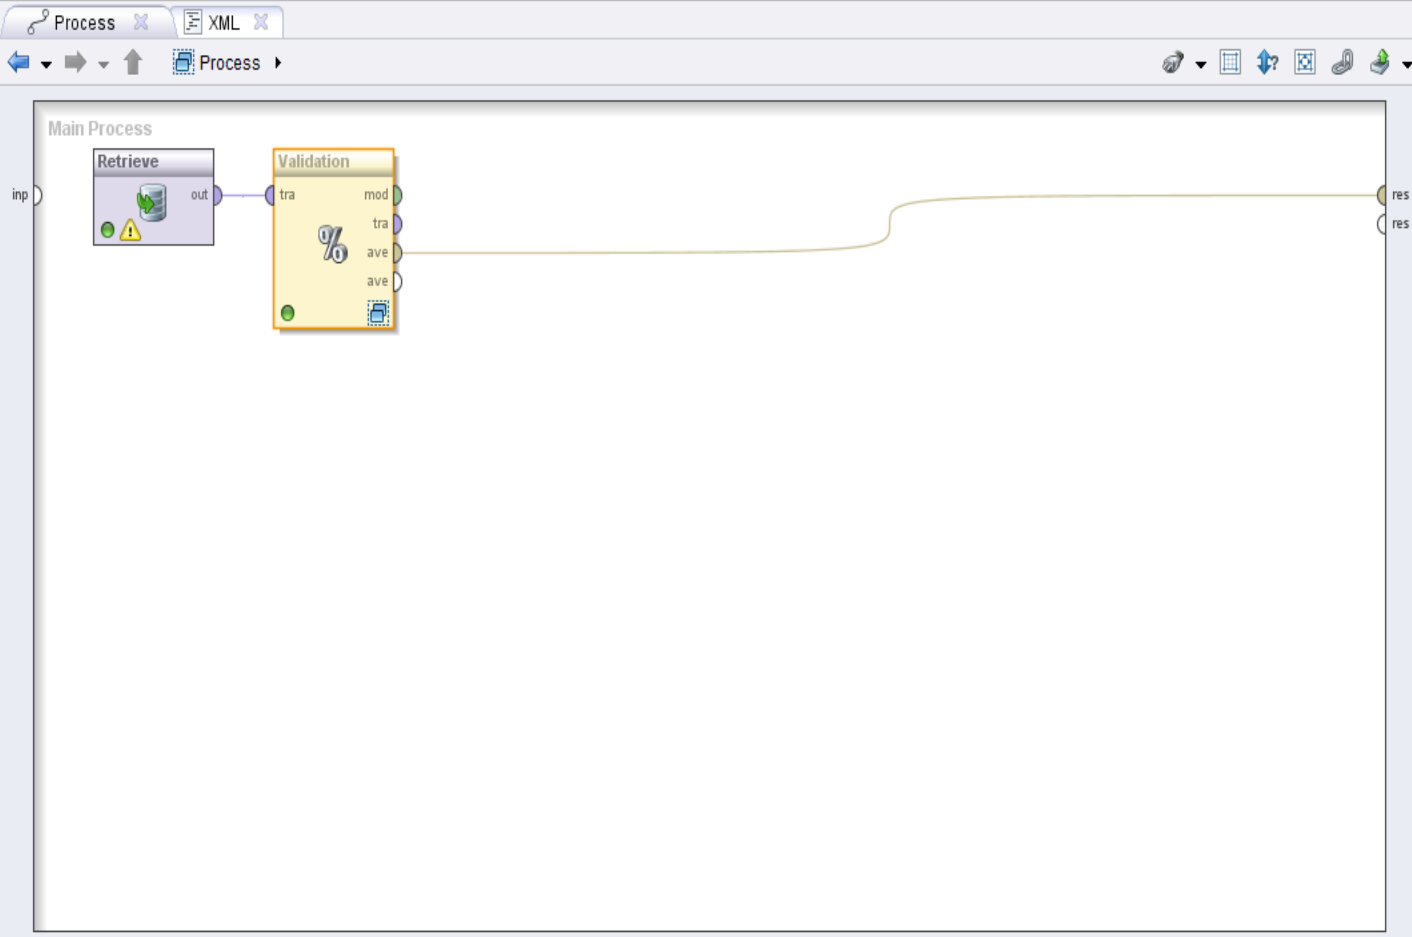 Process XML
Process
Main Process
Retrieve Validation
inp out tra mod res
tra res
ave
ave